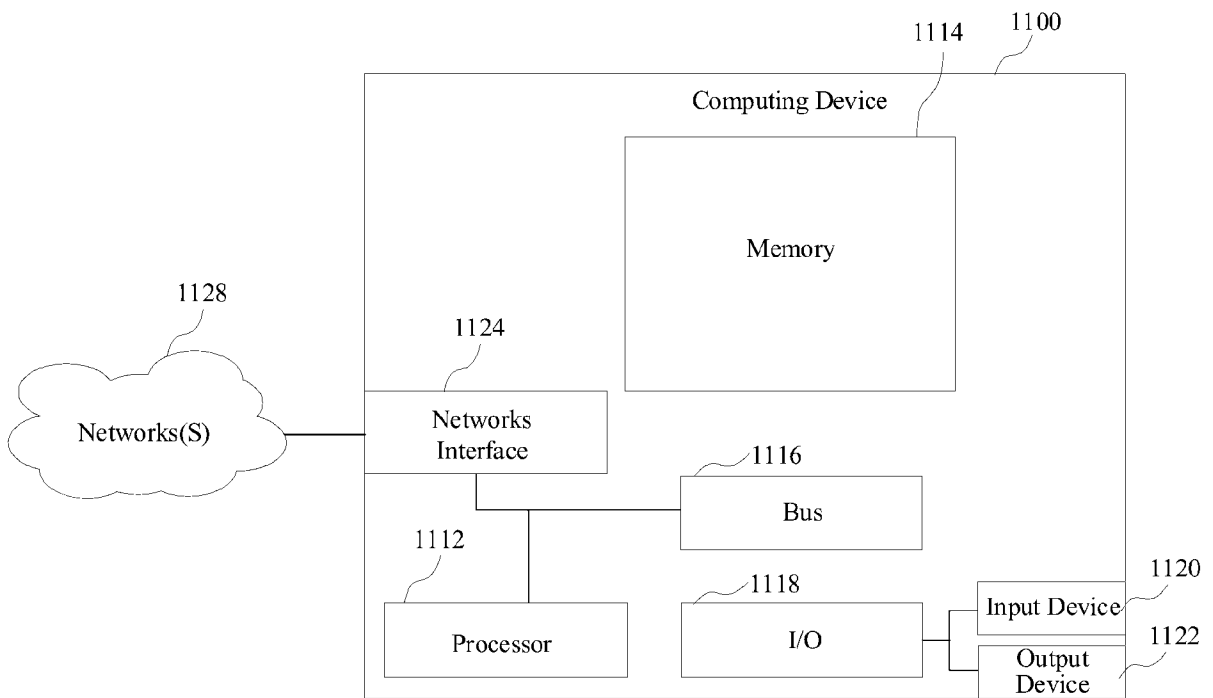 1114
1100
Computing Device
Memory
1128
1124
Networks(S)
Networks
Interface
1116
Bus
1112
1118
1120
Input Device
Processor
I/O
1122
Output
Device